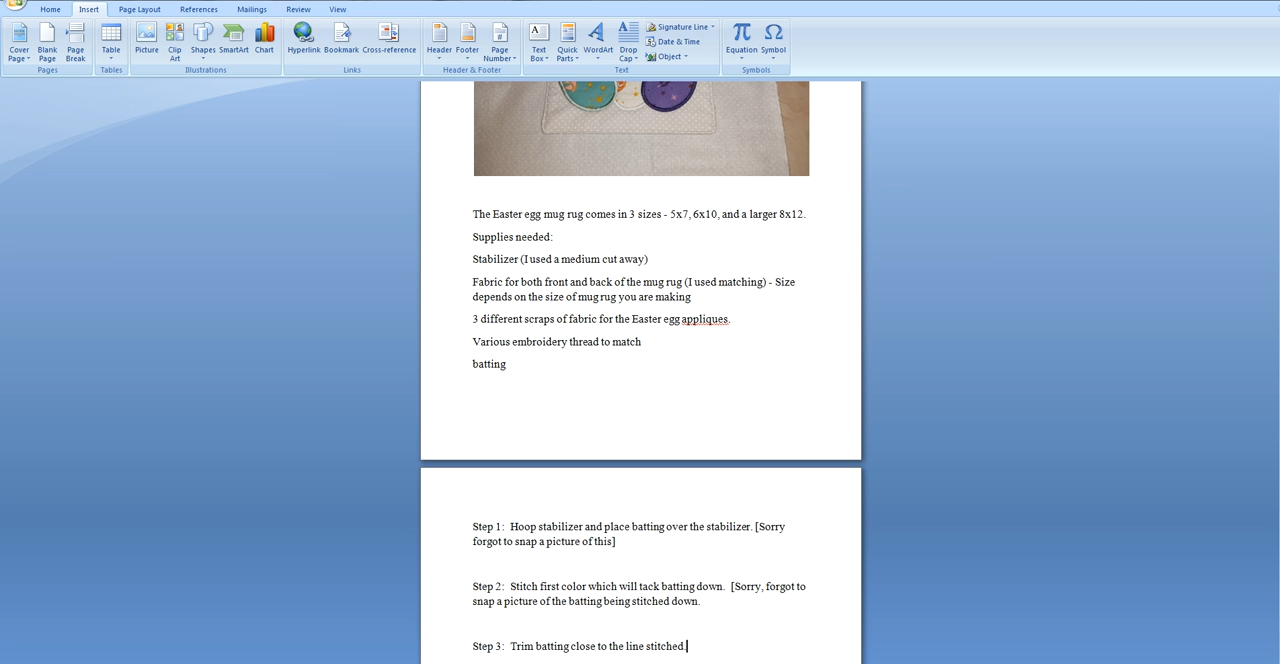 Home Insert Page Layout References Mailings Review View
Cover Page Blank Page Page Break Table Picture Clip Art Shapes SmartArt Chart Hyperlink Bookmark Cross-reference Header Footer Page Number Text Box Quick Parts WordArt Drop Cap Signature Line Date & Time Object Equation Symbol
Pages Tables Illustrations Links Header & Footer Text Symbols
The Easter egg mug rug comes in 3 sizes - 5x7, 6x10, and a larger 8x12.
Supplies needed:
Stabilizer (I used a medium cut away)
Fabric for both front and back of the mug rug (I used matching) - Size
depends on the size of mug rug you are making
3 different scraps of fabric for the Easter egg appliques.
Various embroidery thread to match
batting
Step 1:  Hoop stabilizer and place batting over the stabilizer. [Sorry
forgot to snap a picture of this]
Step 2:  Stitch first color which will tack batting down.  [Sorry, forgot to
snap a picture of the batting being stitched down.
Step 3:  Trim batting close to the line stitched.